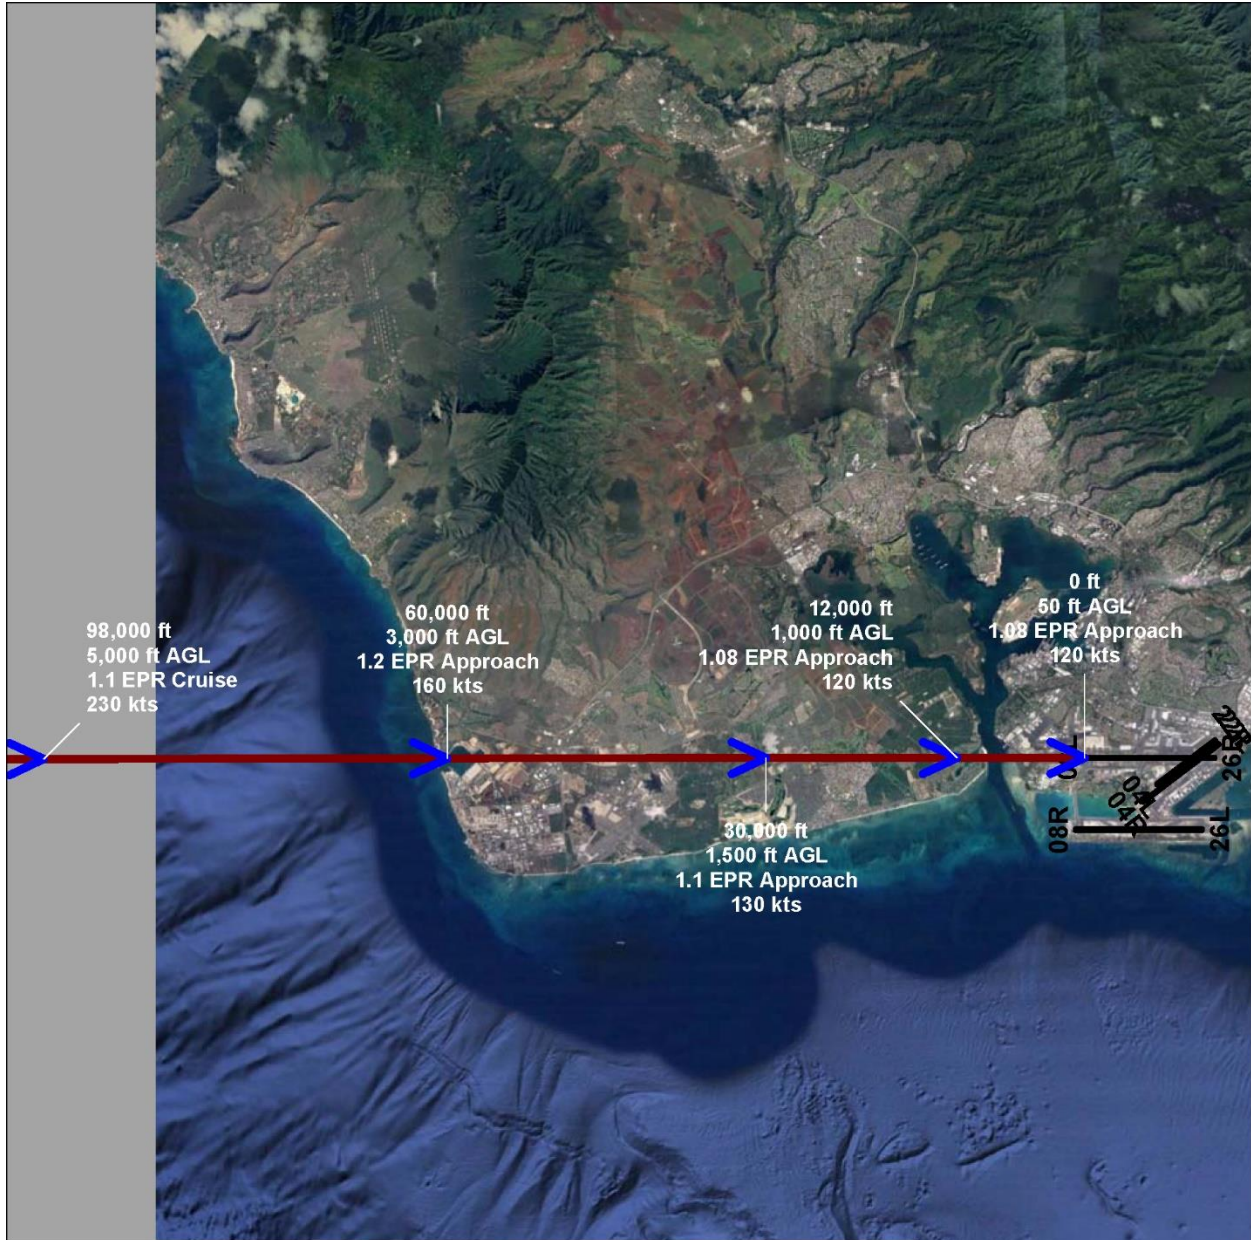 98,000 ft
5,000 ft AGL
1.1 EPR Cruise
230 kts
60,000 ft
3,000 ft AGL
1.2 EPR Approach
160 kts
30,000 ft
1,500 ft AGL
1.1 EPR Approach
130 kts
12,000 ft
1,000 ft AGL
1.08 EPR Approach
120 kts
0 ft
50 ft AGL
1.08 EPR Approach
120 kts
26R
08R
26L
04R